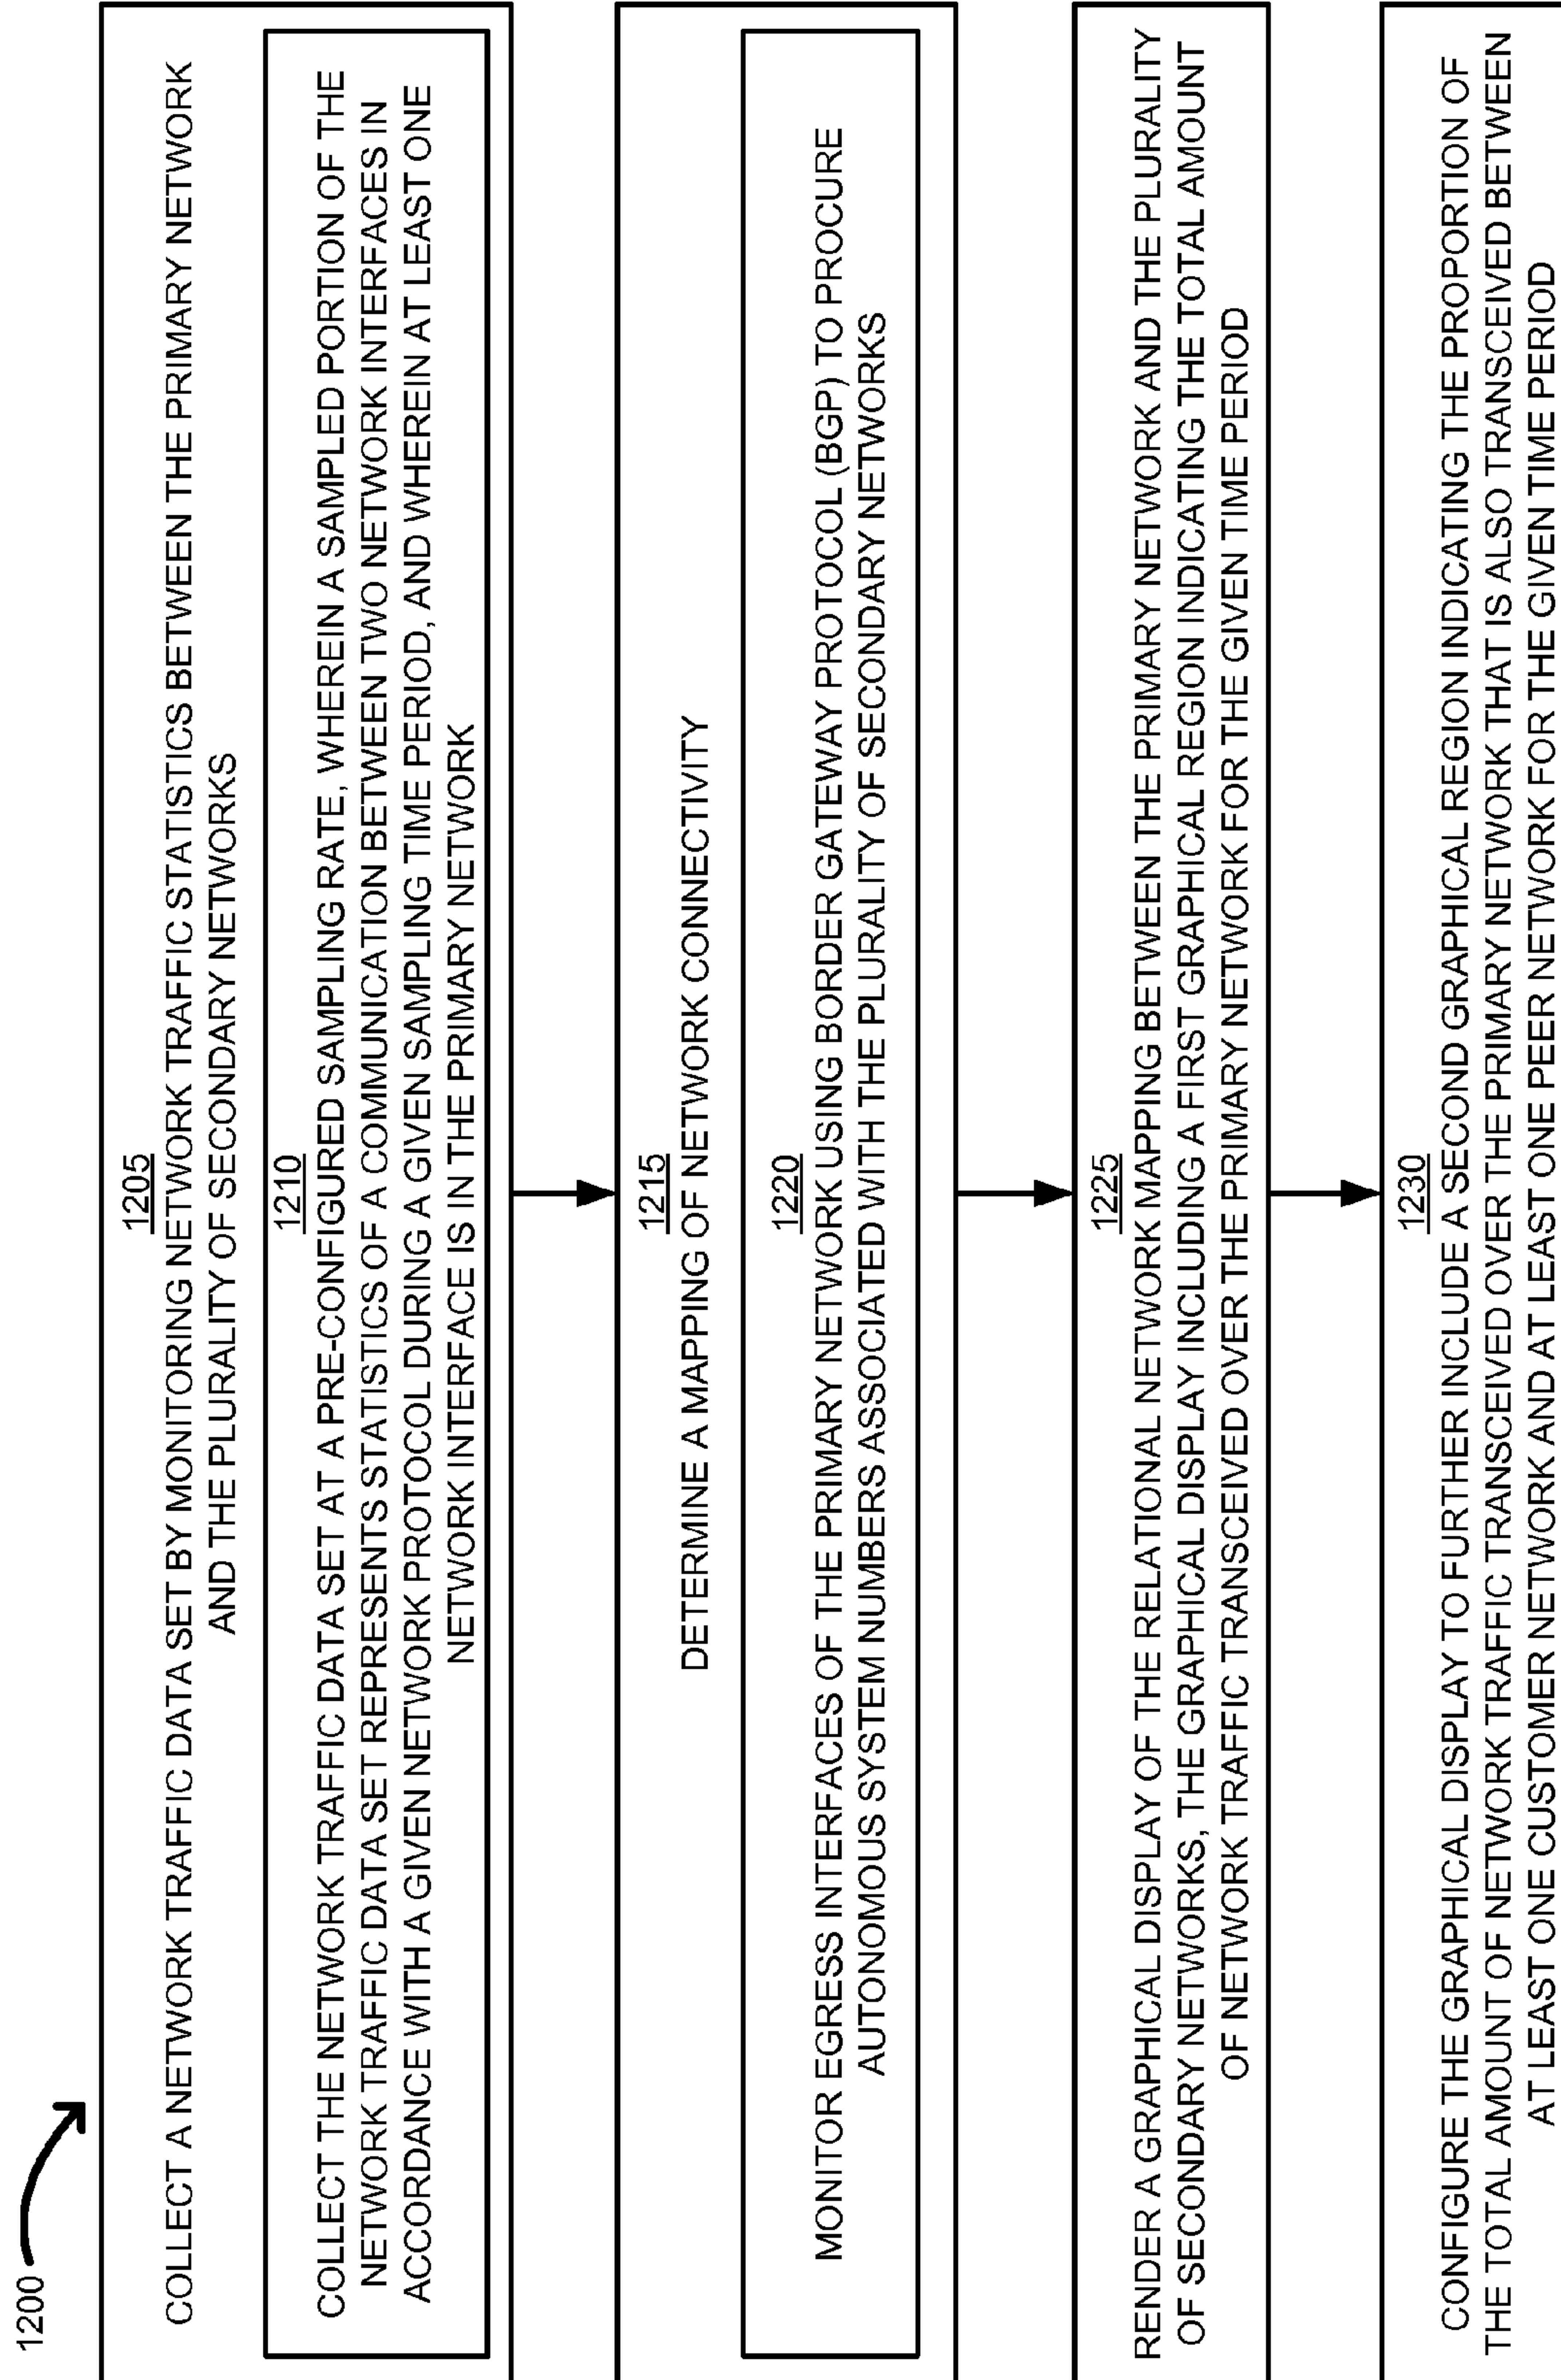 1200
1205
COLLECT A NETWORK TRAFFIC DATA SET BY MONITORING NETWORK TRAFFIC STATISTICS BETWEEN THE PRIMARY NETWORK
AND THE PLURALITY OF SECONDARY NETWORKS
1210
COLLECT THE NETWORK TRAFFIC DATA SET AT A PRE-CONFIGURED SAMPLING RATE, WHEREIN A SAMPLED PORTION OF THE
NETWORK TRAFFIC DATA SET REPRESENTS STATISTICS OF A COMMUNICATION BETWEEN TWO NETWORK INTERFACES IN
ACCORDANCE WITH A GIVEN NETWORK PROTOCOL DURING A GIVEN SAMPLING TIME PERIOD, AND WHEREIN AT LEAST ONE
NETWORK INTERFACE IS IN THE PRIMARY NETWORK
1215
DETERMINE A MAPPING OF NETWORK CONNECTIVITY
1220
MONITOR EGRESS INTERFACES OF THE PRIMARY NETWORK USING BORDER GATEWAY PROTOCOL (BGP) TO PROCURE
AUTONOMOUS SYSTEM NUMBERS ASSOCIATED WITH THE PLURALITY OF SECONDARY NETWORKS
1225
RENDER A GRAPHICAL DISPLAY OF THE RELATIONAL NETWORK MAPPING BETWEEN THE PRIMARY NETWORK AND THE PLURALITY
OF SECONDARY NETWORKS, THE GRAPHICAL DISPLAY INCLUDING A FIRST GRAPHICAL REGION INDICATING THE TOTAL AMOUNT
OF NETWORK TRAFFIC TRANSCEIVED OVER THE PRIMARY NETWORK FOR THE GIVEN TIME PERIOD
1230
CONFIGURE THE GRAPHICAL DISPLAY TO FURTHER INCLUDE A SECOND GRAPHICAL REGION INDICATING THE PROPORTION OF
THE TOTAL AMOUNT OF NETWORK TRAFFIC TRANSCEIVED OVER THE PRIMARY NETWORK THAT IS ALSO TRANSCEIVED BETWEEN
AT LEAST ONE CUSTOMER NETWORK AND AT LEAST ONE PEER NETWORK FOR THE GIVEN TIME PERIOD